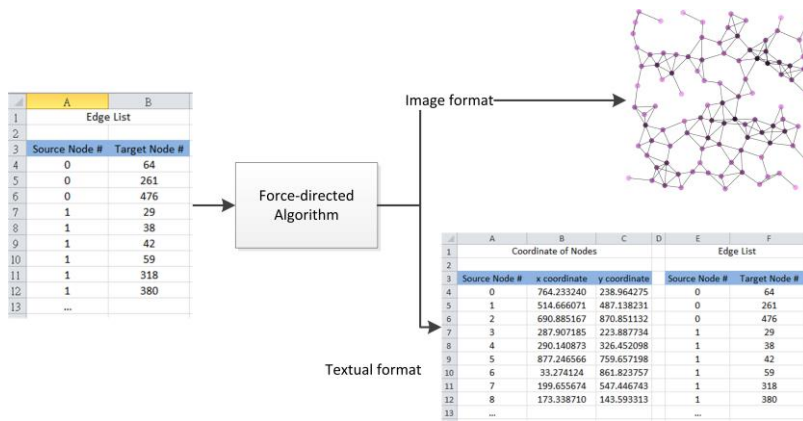 Image format
A B
1 Edge List
2
3 Source Node # Target Node #
4 0 64
5 0 261
6 0 476
7 1 29
8 1 38
9 1 42
10 1 59
11 1 318
12 1 380
13 ...
Force-directed
Algorithm
A B C D E F
1 Coordinate of Nodes Edge List
2
3 Source Node # x coordinate y coordinate Source Node # Target Node #
4 0 764.233240 238.964275 0 64
5 1 514.666071 487.138231 0 261
6 2 690.885167 870.851132 0 476
7 3 287.907185 223.887734 1 29
8 4 290.140873 326.452098 1 38
9 5 877.246566 759.657198 1 42
10 6 33.274124 861.823757 1 59
11 7 199.655674 547.446743 1 318
12 8 173.338710 143.593313 1 380
13 ... ...
Textual format